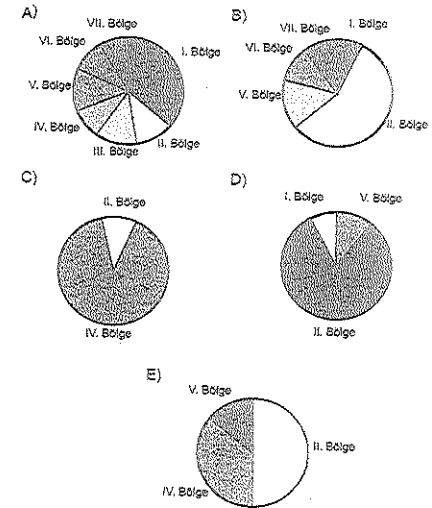 A)
VII. Bölge
VI. Bölge
I. Bölge
V. Bölge
IV. Bölge
III. Bölge
II. Bölge
B)
VII. Bölge
I. Bölge
VI. Bölge
V. Bölge
II. Bölge
C)
II. Bölge
IV. Bölge
D)
I. Bölge
V. Bölge
II. Bölge
E)
V. Bölge
II. Bölge
IV. Bölge